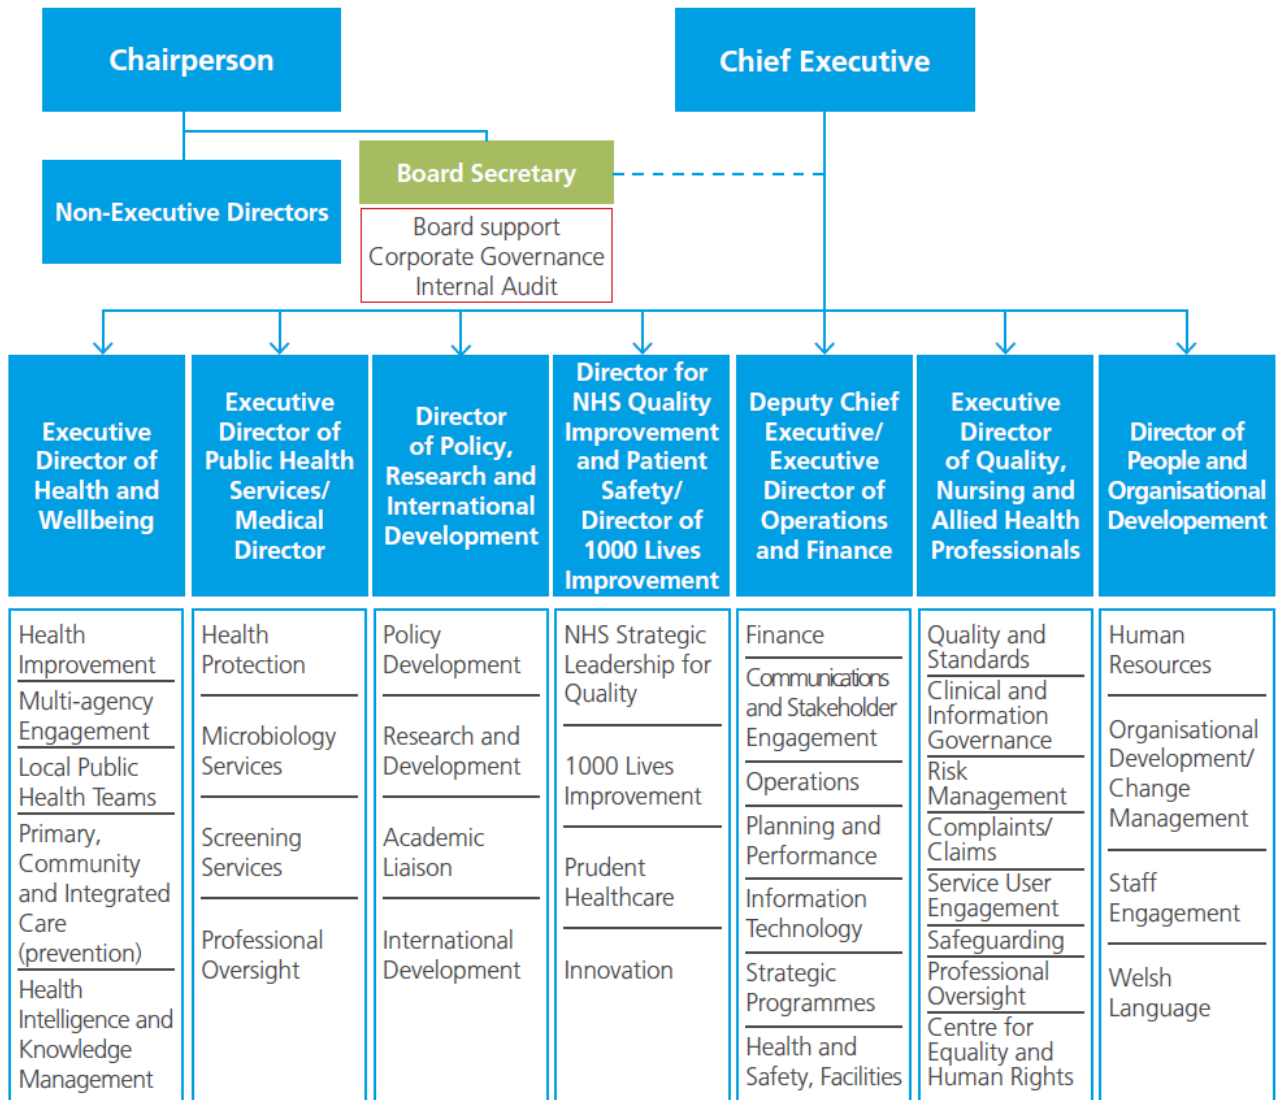 Chairperson
Chief Executive
Non-Executive Directors
Board Secretary
Board support
Corporate Governance
Internal Audit
Executive
Director of
Health and
Wellbeing
Executive
Director of
Public Health
Services/
Medical
Director
Director
of Policy,
Research and
International
Development
Director for
NHS Quality
Improvement
and Patient
Safety/
Director of
1000 Lives
Improvement
Deputy Chief
Executive/
Executive
Director of
Operations
and Finance
Executive
Director
of Quality,
Nursing and
Allied Health
Professionals
Director of
People and
Organisational
Developement
Health
Improvement
Multi-agency
Engagement
Local Public
Health Teams
Primary,
Community
and Integrated
Care
(prevention)
Health
Intelligence and
Knowledge
Management
Health
Protection
Microbiology
Services
Screening
Services
Professional
Oversight
Policy
Development
Research and
Development
Academic
Liaison
International
Development
NHS Strategic
Leadership for
Quality
1000 Lives
Improvement
Prudent
Healthcare
Innovation
Finance
Communications
and Stakeholder
Engagement
Operations
Planning and
Performance
Information
Technology
Strategic
Programmes
Health and
Safety, Facilities
Quality and
Standards
Clinical and
Information
Governance
Risk
Management
Complaints/
Claims
Service User
Engagement
Safeguarding
Professional
Oversight
Centre for
Equality and
Human Rights
Human
Resources
Organisational
Development/
Change
Management
Staff
Engagement
Welsh
Language